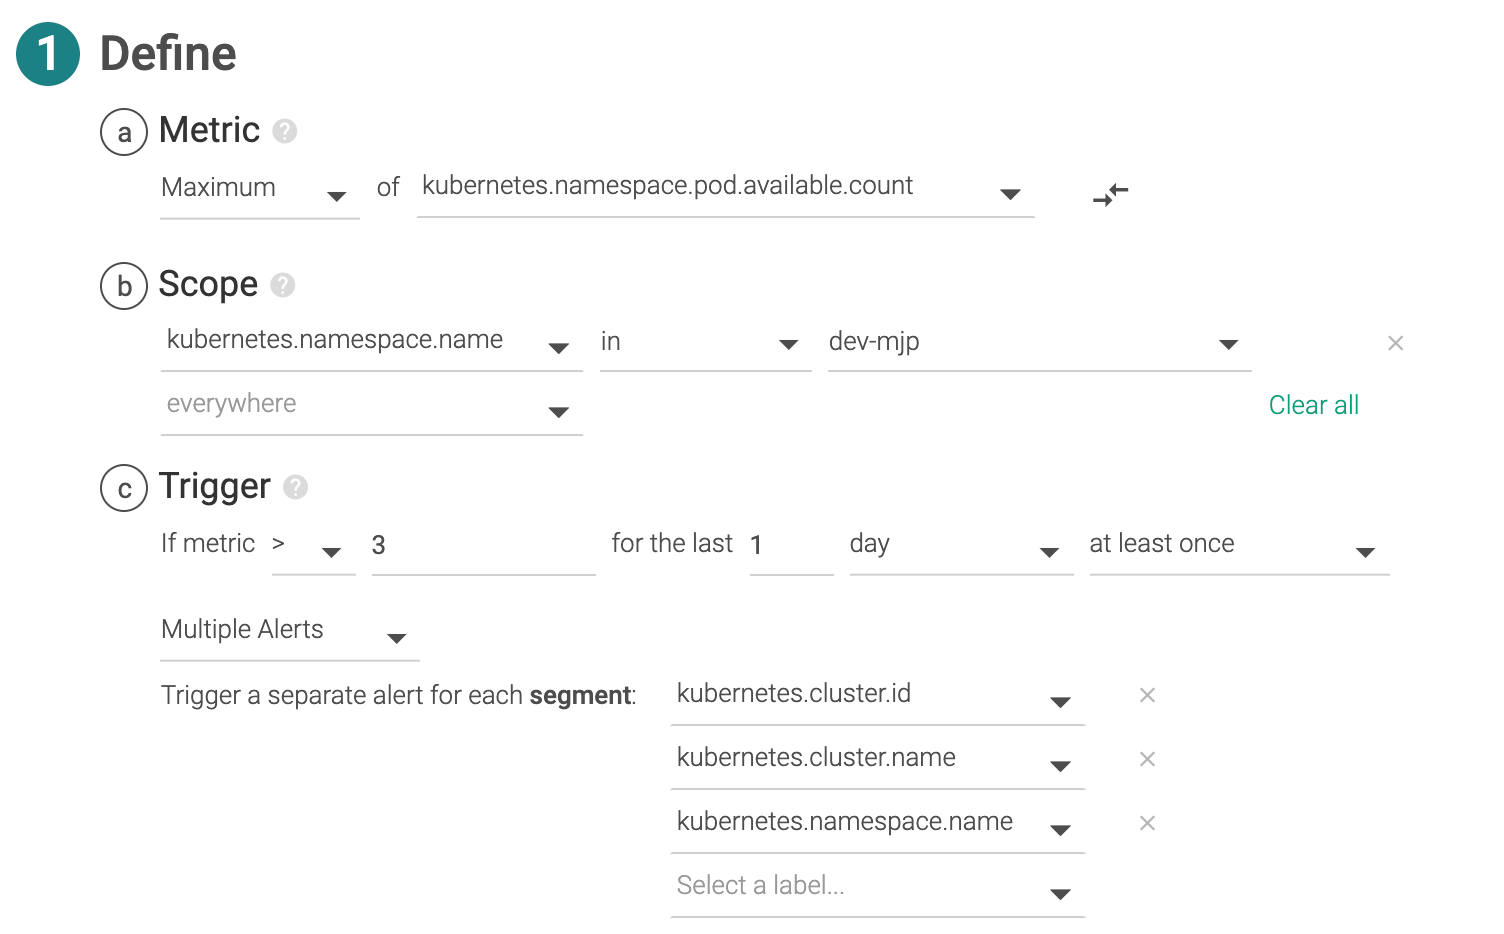 1 Define
a Metric ?
Maximum of kubernetes.namespace.pod.available.count
b Scope ?
kubernetes.namespace.name in dev-mjp ×
everywhere Clear all
c Trigger ?
If metric > 3 for the last 1 day at least once
Multiple Alerts
Trigger a separate alert for each segment: kubernetes.cluster.id ×
kubernetes.cluster.name ×
kubernetes.namespace.name ×
Select a label...